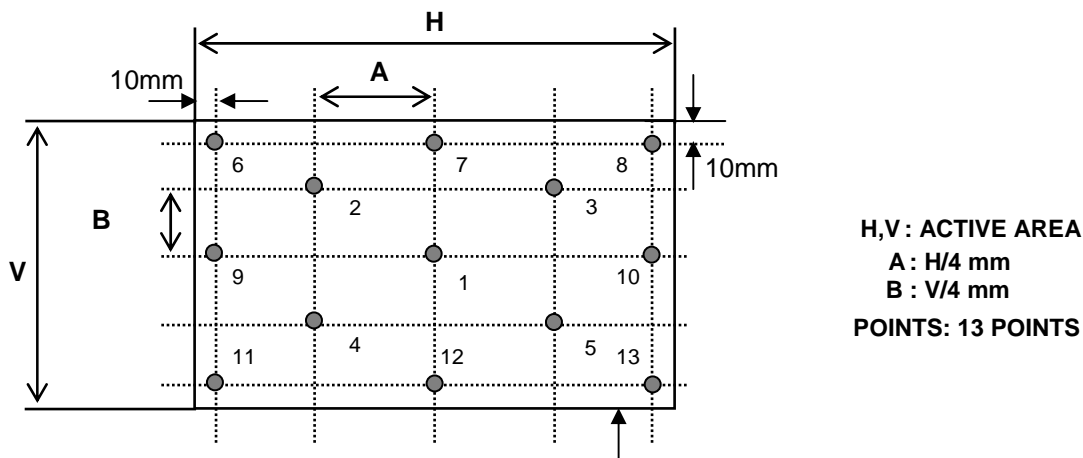 H
10mm
A
6
7
8
10mm
2
3
B
V
9
1
10
4
5
11
12
13
H,V : ACTIVE AREA
A : H/4 mm
B : V/4 mm
POINTS: 13 POINTS